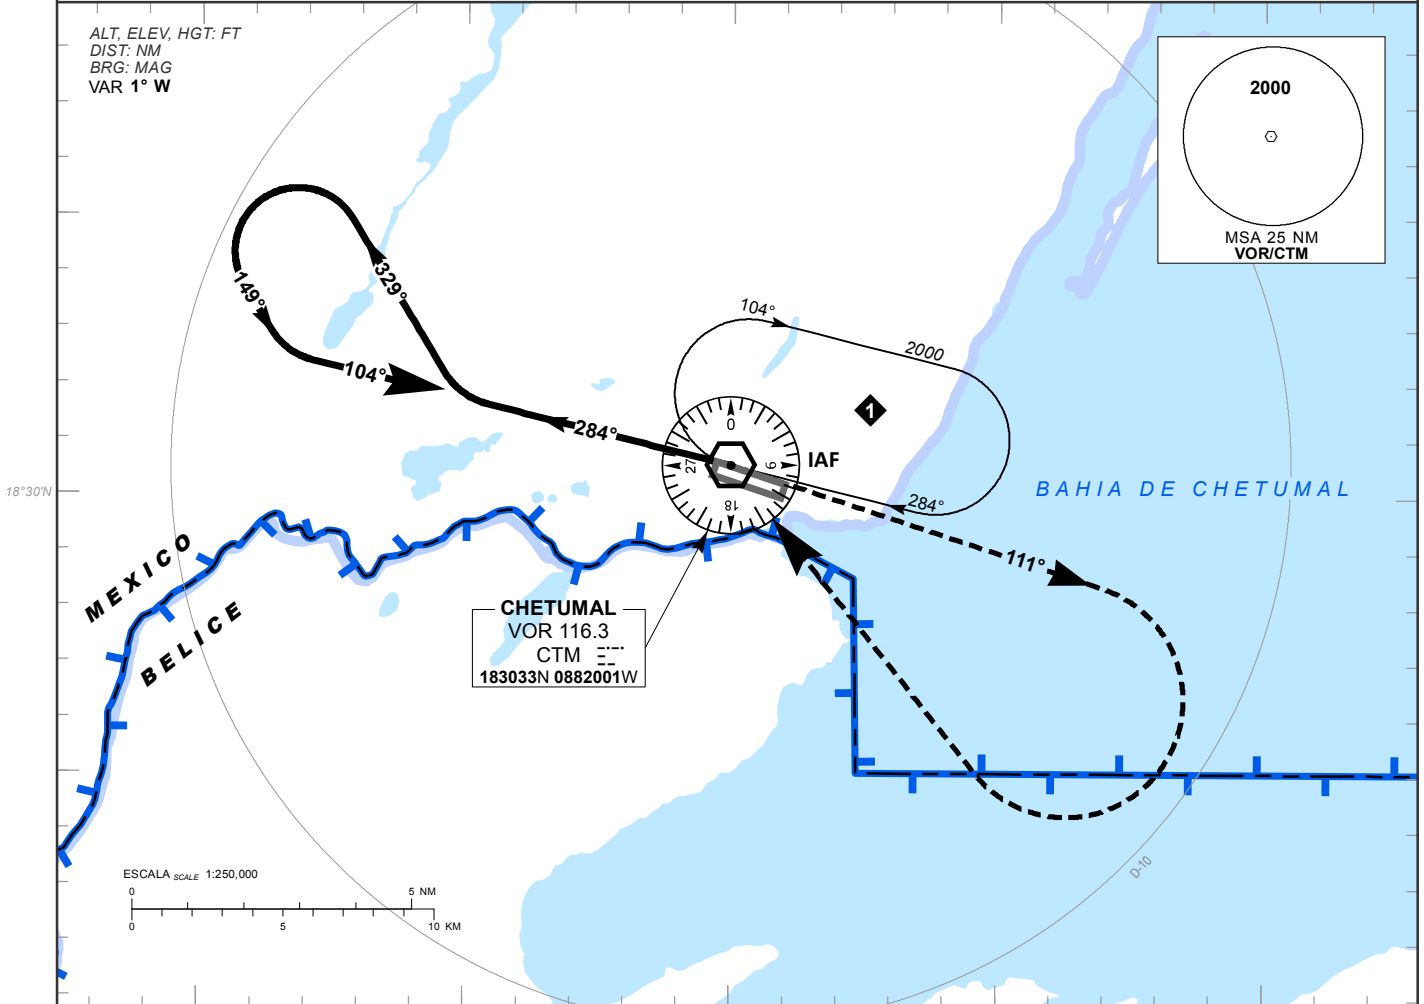 ALT, ELEV, HGT: FT
DIST: NM
BRG: MAG
VAR 1° W
2000
MSA 25 NM
VOR/CTM
329°
149°
104°
284°
104°
2000
1
0
9
18
27
IAF
284°
18°30'N
BAHIA DE CHETUMAL
111°
MEXICO
BELICE
CHETUMAL
VOR 116.3
CTM
183033N 0882001W
D-10
ESCALA SCALE 1:250,000
0 5 NM
0 5 10 KM